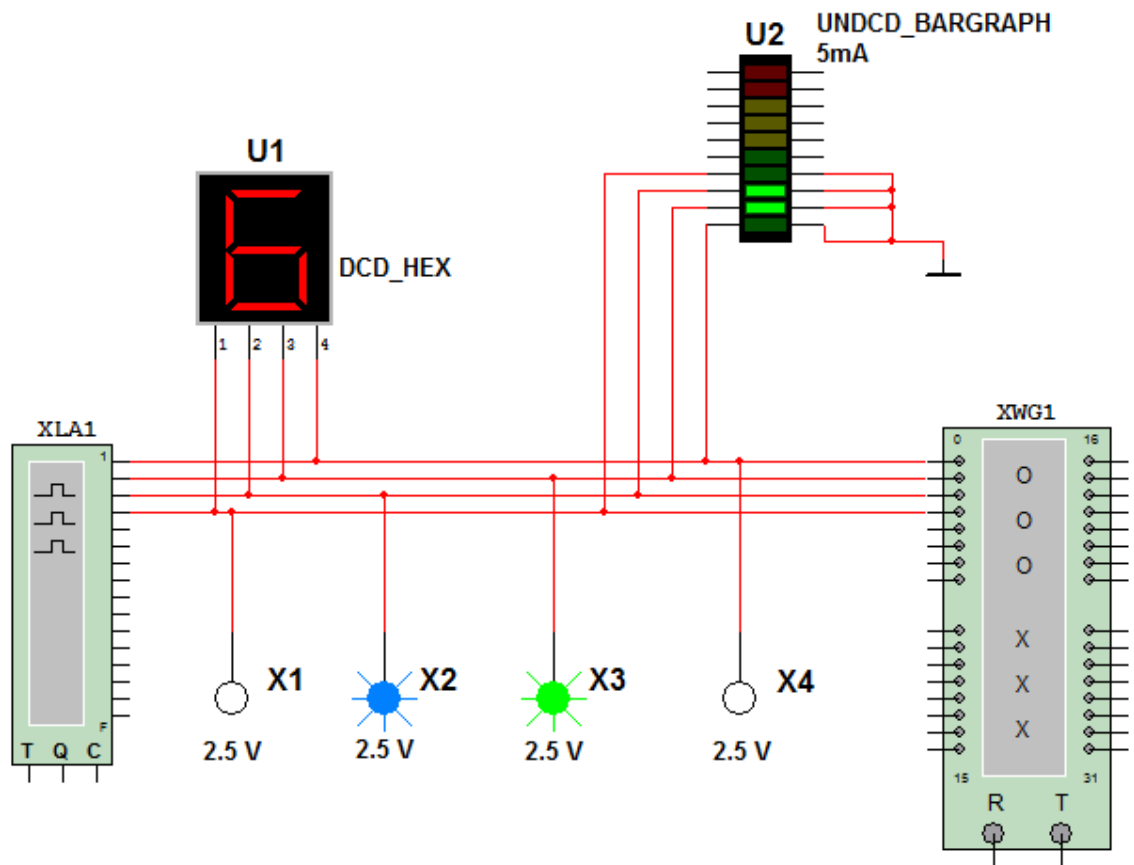 U2
UNDCD_BARGRAPH
5mA
U1
6
DCD_HEX
1 2 3 4
XLA1
1
F
T Q C
XWG1
0 16
O
O
O
X
X
X
15 31
R T
X1
2.5 V
X2
2.5 V
X3
2.5 V
X4
2.5 V